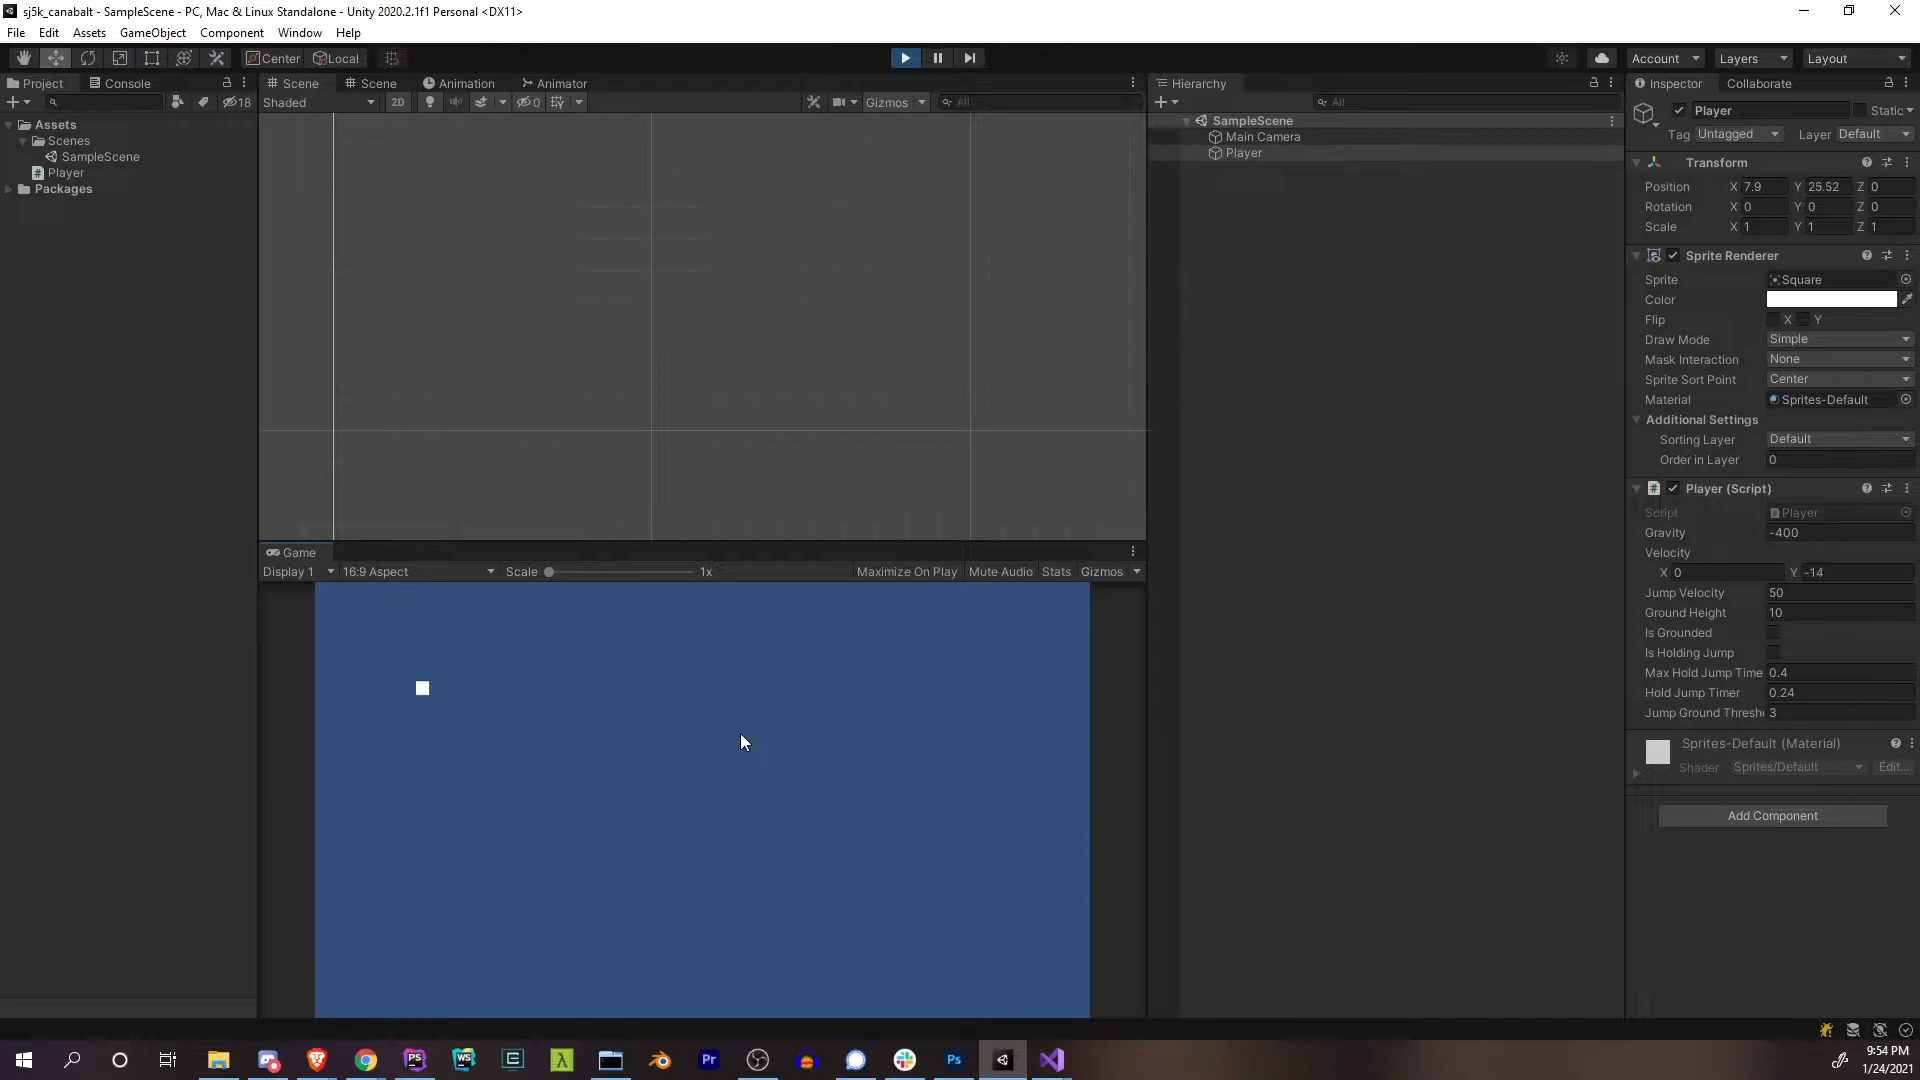 sj5k_canabalt - SampleScene - PC, Mac & Linux Standalone - Unity 2020.2.1f1 Personal <DX11>
File Edit Assets GameObject Component Window Help
Center Local Account Layers Layout
Project Console Scene Scene Animation Animator Hierarchy Inspector Collaborate
18 Shaded 2D 0 Gizmos All All Player Static
Tag Untagged Layer Default
Assets
Scenes
SampleScene
Player
Packages
SampleScene
Main Camera
Player
Transform
Position X 7.9 Y 25.52 Z 0
Rotation X 0 Y 0 Z 0
Scale X 1 Y 1 Z 1
Sprite Renderer
Sprite Square
Color
Flip X Y
Draw Mode Simple
Mask Interaction None
Sprite Sort Point Center
Material Sprites-Default
Additional Settings
Sorting Layer Default
Order in Layer 0
Player (Script)
Script Player
Gravity -400
Velocity
X 0 Y -14
Jump Velocity 50
Ground Height 10
Is Grounded
Is Holding Jump
Max Hold Jump Time 0.4
Hold Jump Timer 0.24
Jump Ground Thresh 3
Sprites-Default (Material)
Shader Sprites/Default Edit...
Add Component
Game
Display 1 16:9 Aspect Scale 1x Maximize On Play Mute Audio Stats Gizmos
PS WS Pr Ps
9:54 PM
1/24/2021